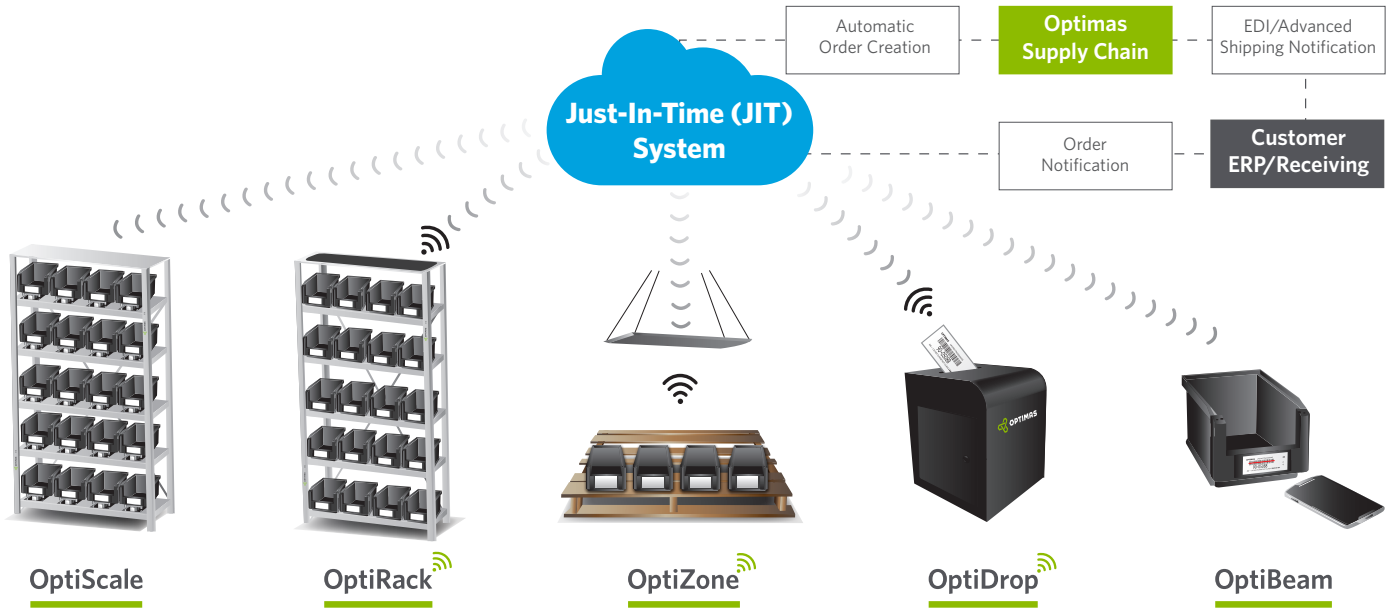 Automatic
Order Creation
Optimas
Supply Chain
EDI/Advanced
Shipping Notification
Just-In-Time (JIT)
System
Order
Notification
Customer
ERP/Receiving
OPTIMAS
OptiScale
OptiRack
OptiZone
OptiDrop
OptiBeam